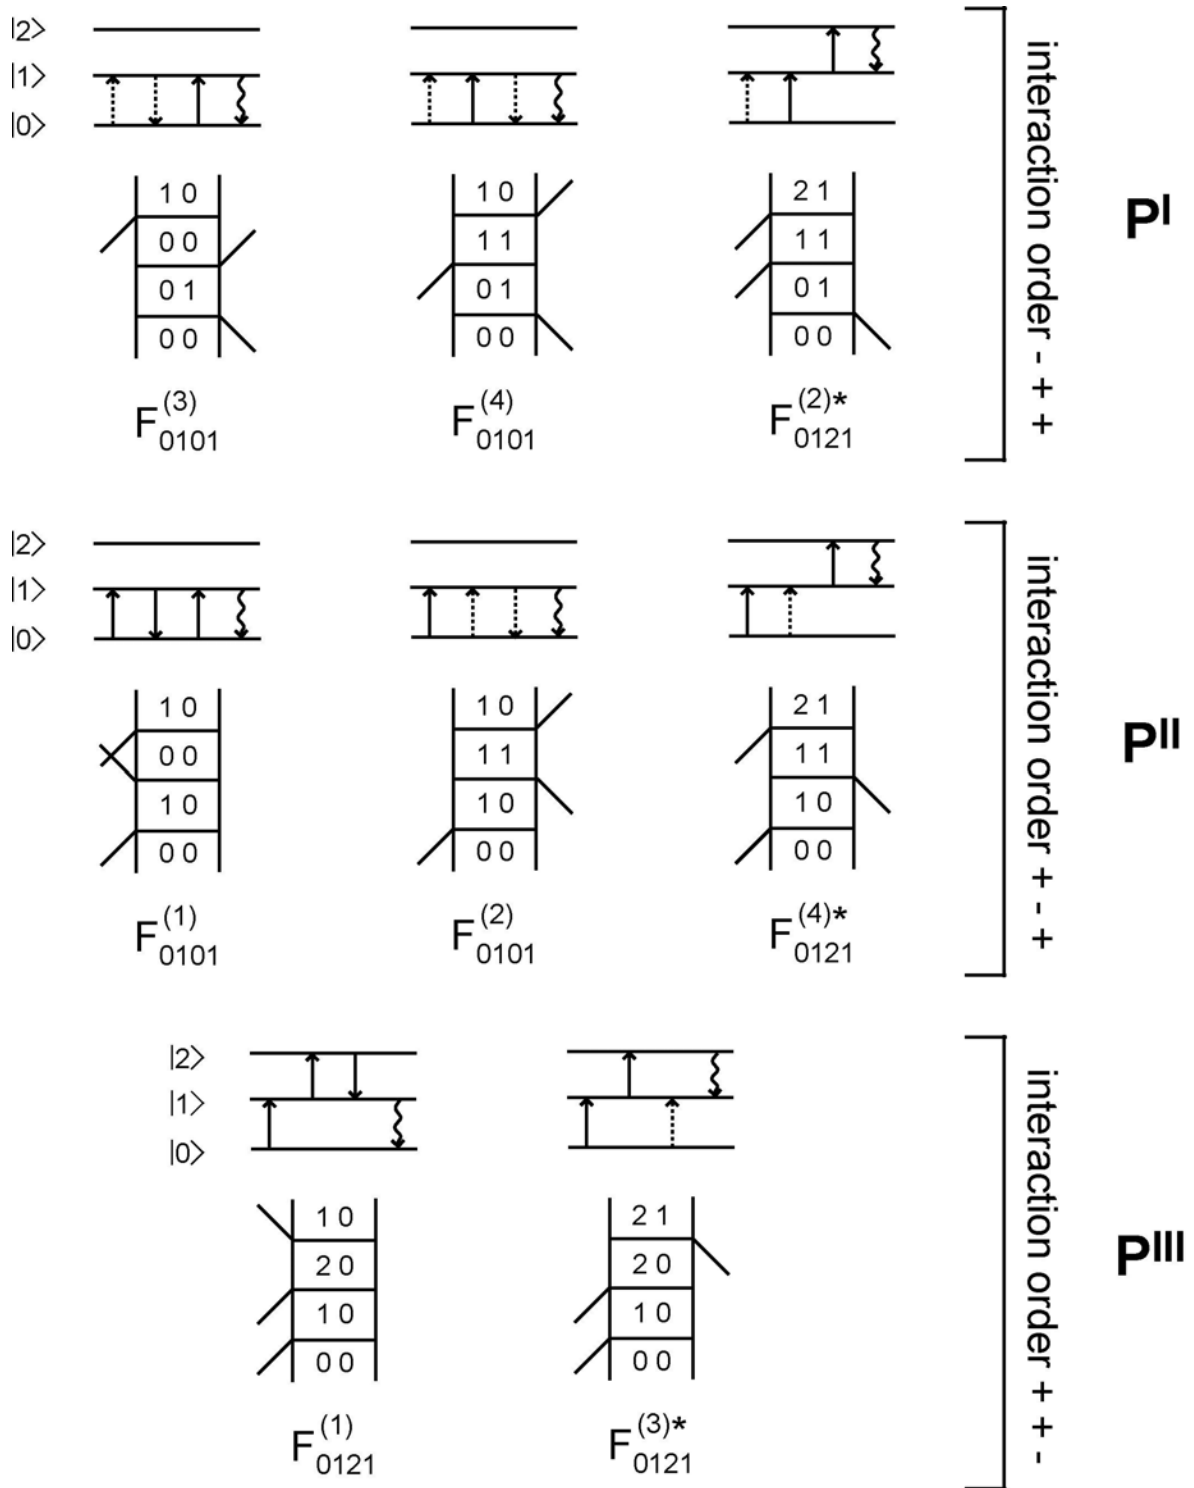 |2>
|1>
|0>
1 0
0 0
0 1
0 0
F(3)0101
1 0
1 1
0 1
0 0
F(4)0101
2 1
1 1
0 1
0 0
F(2)*0121
interaction order - + +
PI
|2>
|1>
|0>
1 0
0 0
1 0
0 0
F(1)0101
1 0
1 1
1 0
0 0
F(2)0101
2 1
1 1
1 0
0 0
F(4)*0121
interaction order + - +
PII
|2>
|1>
|0>
1 0
2 0
1 0
0 0
F(1)0121
2 1
2 0
1 0
0 0
F(3)*0121
interaction order + + -
PIII